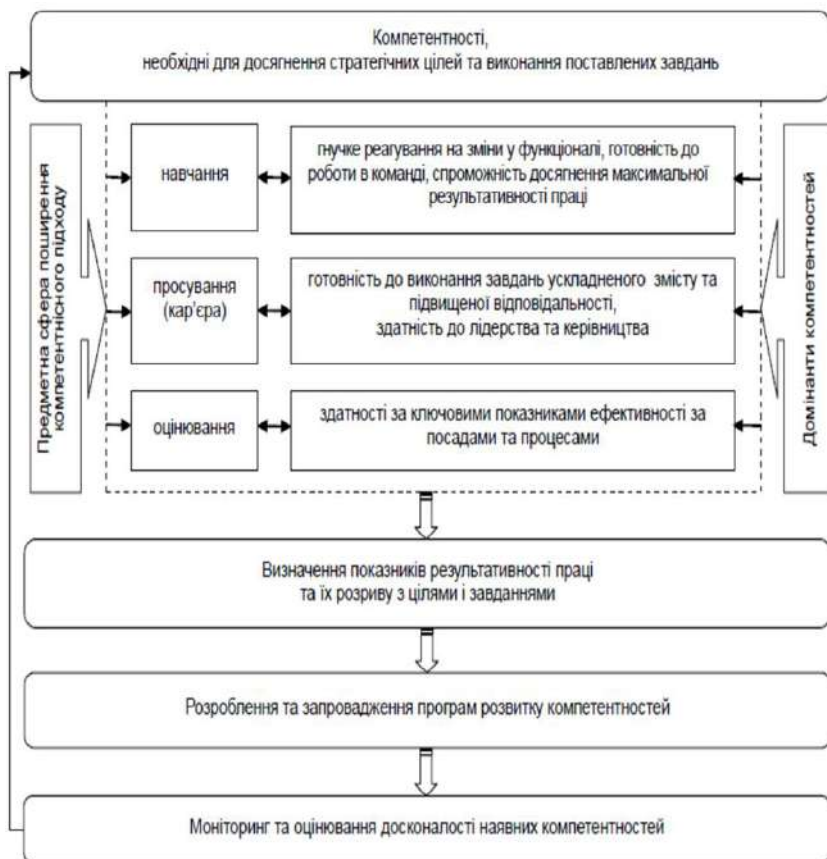 Компетентності,
необхідні для досягнення стратегічних цілей та виконання поставлених завдань
Предметна сфера поширення
компетентнісного підходу
навчання
гнучке реагування на зміни у функціоналі, готовність до
роботи в команді, спроможність досягнення максимальної
результативності праці
просування
(кар’єра)
готовність до виконання завдань ускладненого змісту та
підвищеної відповідальності,
здатність до лідерства та керівництва
оцінювання
здатності за ключовими показниками ефективності за
посадами та процесами
Домінанти компетентностей
Визначення показників результативності праці
та їх розриву з цілями і завданнями
Розроблення та запровадження програм розвитку компетентностей
Моніторинг та оцінювання досконалості наявних компетентностей